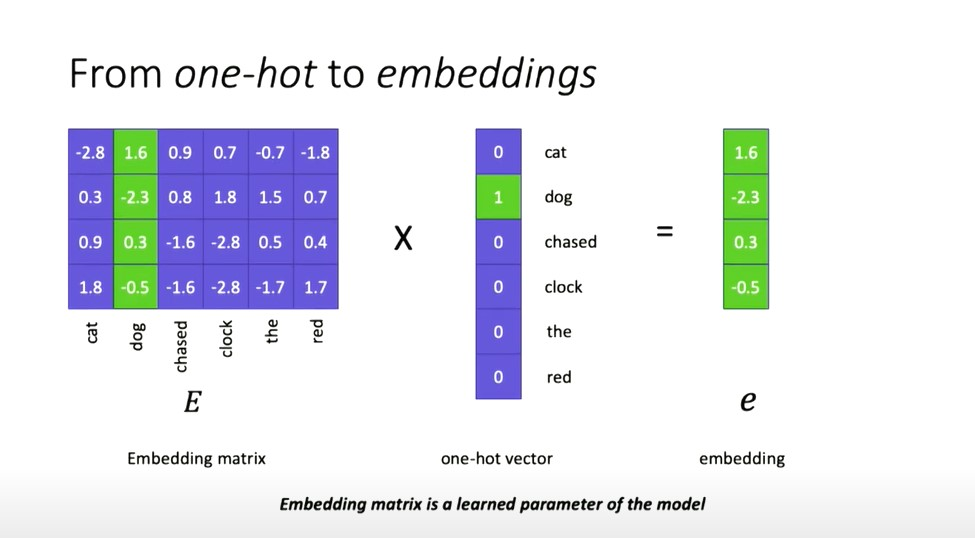 From one-hot to embeddings
-2.8 1.6 0.9 0.7 -0.7 -1.8
0.3 -2.3 0.8 1.8 1.5 0.7
0.9 0.3 -1.6 -2.8 0.5 0.4
1.8 -0.5 -1.6 -2.8 -1.7 1.7
cat dog chased clock the red
E
Embedding matrix
X
0 cat
1 dog
0 chased
0 clock
0 the
0 red
one-hot vector
=
1.6
-2.3
0.3
-0.5
e
embedding
Embedding matrix is a learned parameter of the model